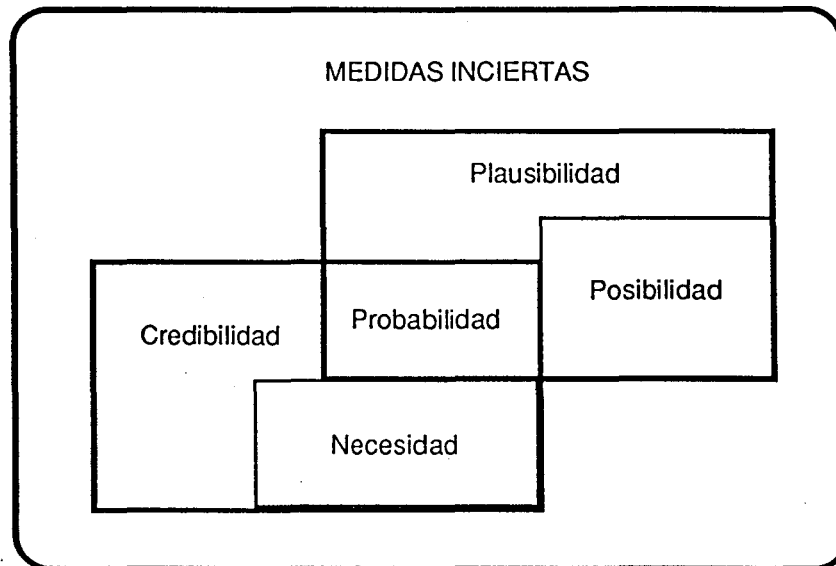 MEDIDAS INCIERTAS
Plausibilidad
Posibilidad
Probabilidad
Credibilidad
Necesidad